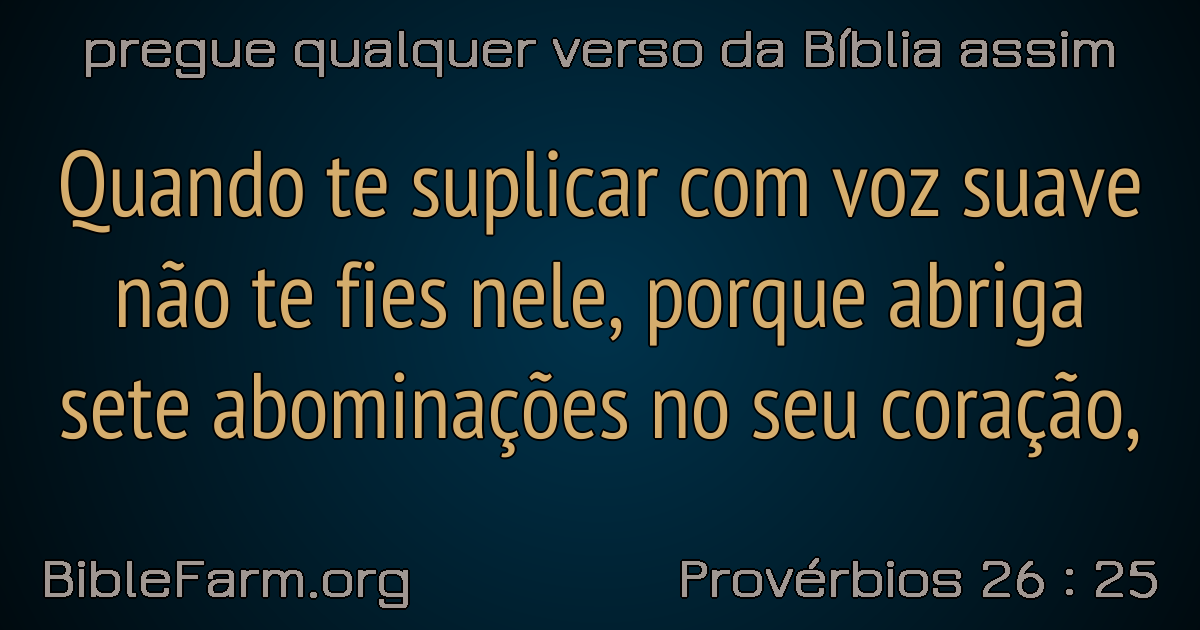 pregue qualquer verso da Bíblia assim
Quando te suplicar com voz suave
não te fies nele, porque abriga
sete abominações no seu coração,
BibleFarm.org
Provérbios 26 : 25